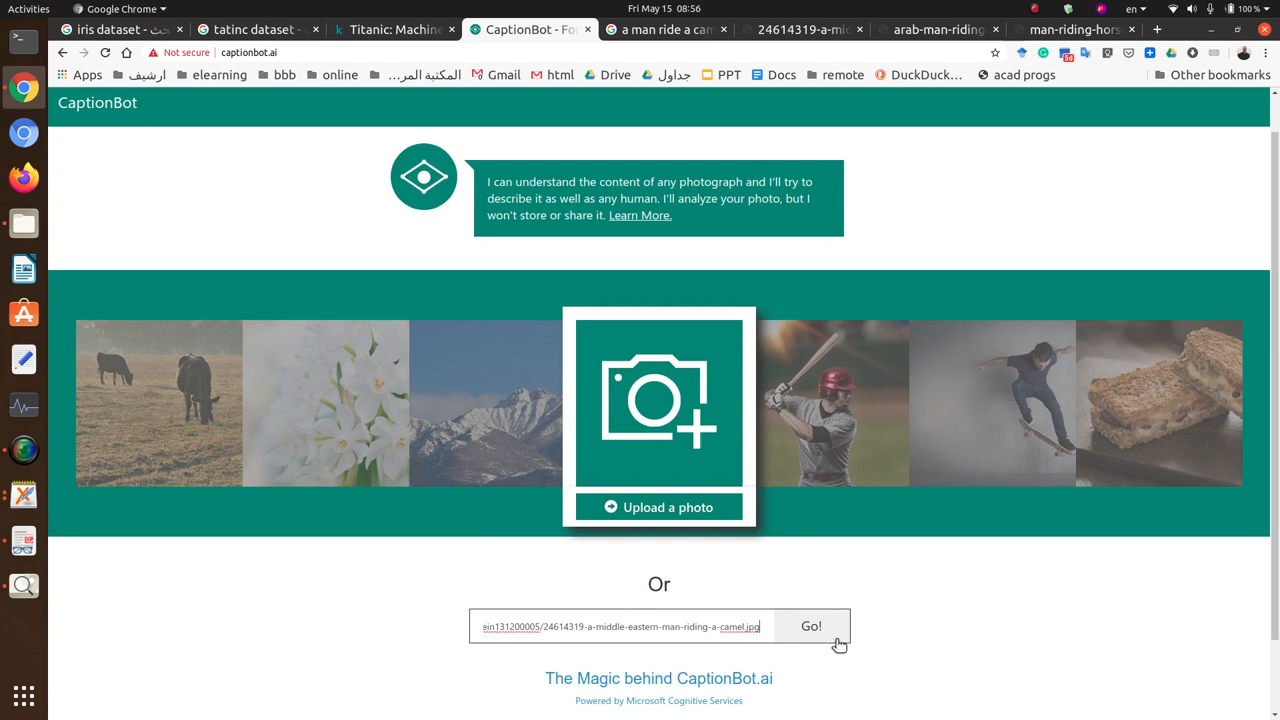 Google Chrome
Fri May 15 08:56
en
100%
iris dataset - بحث
tatinc dataset -
Titanic: Machine
CaptionBot - For
a man ride a cam
24614319-a-mic
arab-man-riding
man-riding-hors
Not secure
captionbot.ai
Apps
ارشيف
elearning
bbb
online
المكتبة المر...
Gmail
html
Drive
جداول
PPT
Docs
remote
DuckDuck...
acad progs
Other bookmarks
CaptionBot
I can understand the content of any photograph and I'll try to
describe it as well as any human. I'll analyze your photo, but I
won't store or share it. Learn More.
Upload a photo
Or
ein131200005/24614319-a-middle-eastern-man-riding-a-camel.jpg
Go!
The Magic behind CaptionBot.ai
Powered by Microsoft Cognitive Services